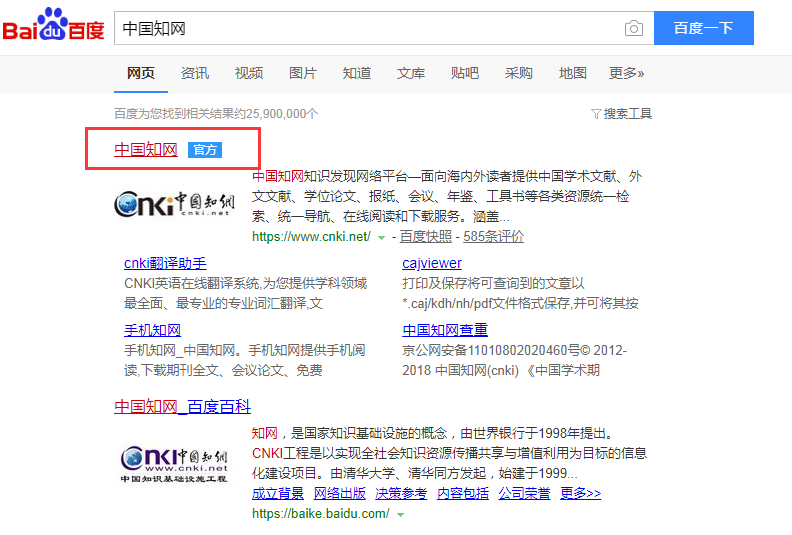 Baidu百度 中国知网 百度一下
网页 资讯 视频 图片 知道 文库 贴吧 采购 地图 更多»
百度为您找到相关结果约25,900,000个 搜索工具
中国知网 官方
中国知网知识发现网络平台—面向海内外读者提供中国学术文献、外
文文献、学位论文、报纸、会议、年鉴、工具书等各类资源统一检
索、统一导航、在线阅读和下载服务。涵盖...
https://www.cnki.net/ - 百度快照 - 585条评价
Cnki中国知網
cnki.net
cnki翻译助手
CNKI英语在线翻译系统,为您提供学科领域
最全面、最专业的专业词汇翻译,文
cajviewer
打印及保存将可查询到的文章以
*.caj/kdh/nh/pdf文件格式保存,并可将其按
手机知网
手机知网_中国知网。手机知网提供手机阅
读,下载期刊全文、会议论文、免费
中国知网查重
京公网安备11010802020460号© 2012-
2018 中国知网(cnki) 《中国学术期
中国知网_百度百科
知网，是国家知识基础设施的概念，由世界银行于1998年提出。
CNKI工程是以实现全社会知识资源传播共享与增值利用为目标的信息
化建设项目。由清华大学、清华同方发起，始建于1999...
成立背景 网络出版 决策参考 内容包括 公司荣誉 更多>>
https://baike.baidu.com/
CNKI中国知網
www.cnki.net
中国知识基础设施工程